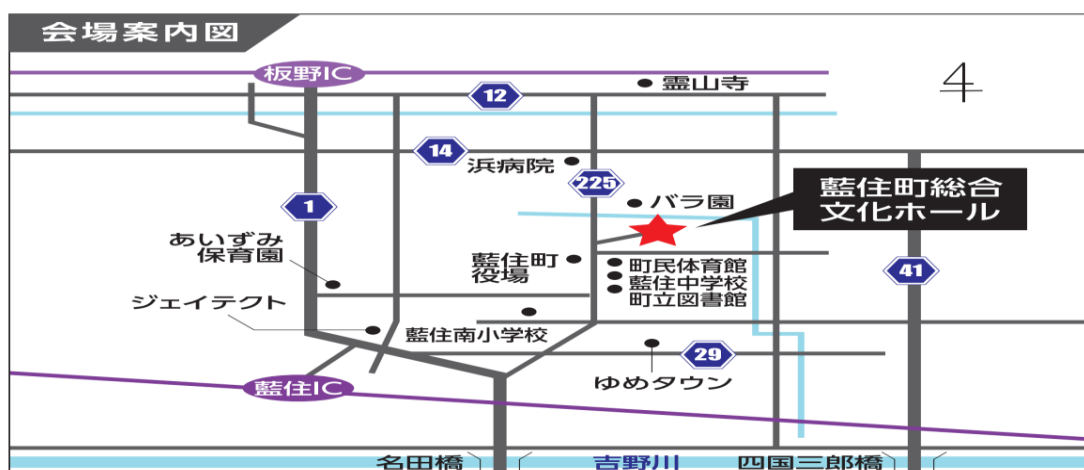 会場案内図
板野IC
霊山寺
4
12
14
浜病院
225
バラ園
藍住町総合
文化ホール
1
あいずみ
保育園
藍住町
役場
町民体育館
藍住中学校
町立図書館
41
ジェイテクト
藍住南小学校
29
ゆめタウン
藍住IC
名田橋
吉野川
四国三郎橋